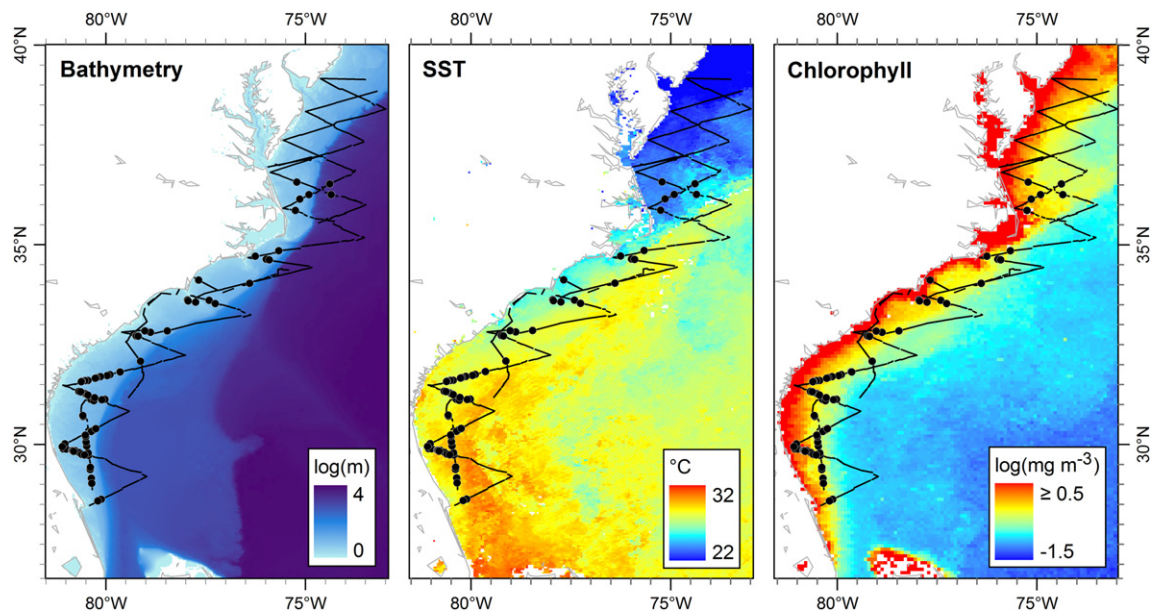 80°W 75°W 80°W 75°W 80°W 75°W
40°N Bathymetry SST Chlorophyll 40°N
35°N 35°N
30°N 30°N
log(m) °C log(mg m⁻³)
4 32 ≥ 0.5
0 22 -1.5
80°W 75°W 80°W 75°W 80°W 75°W